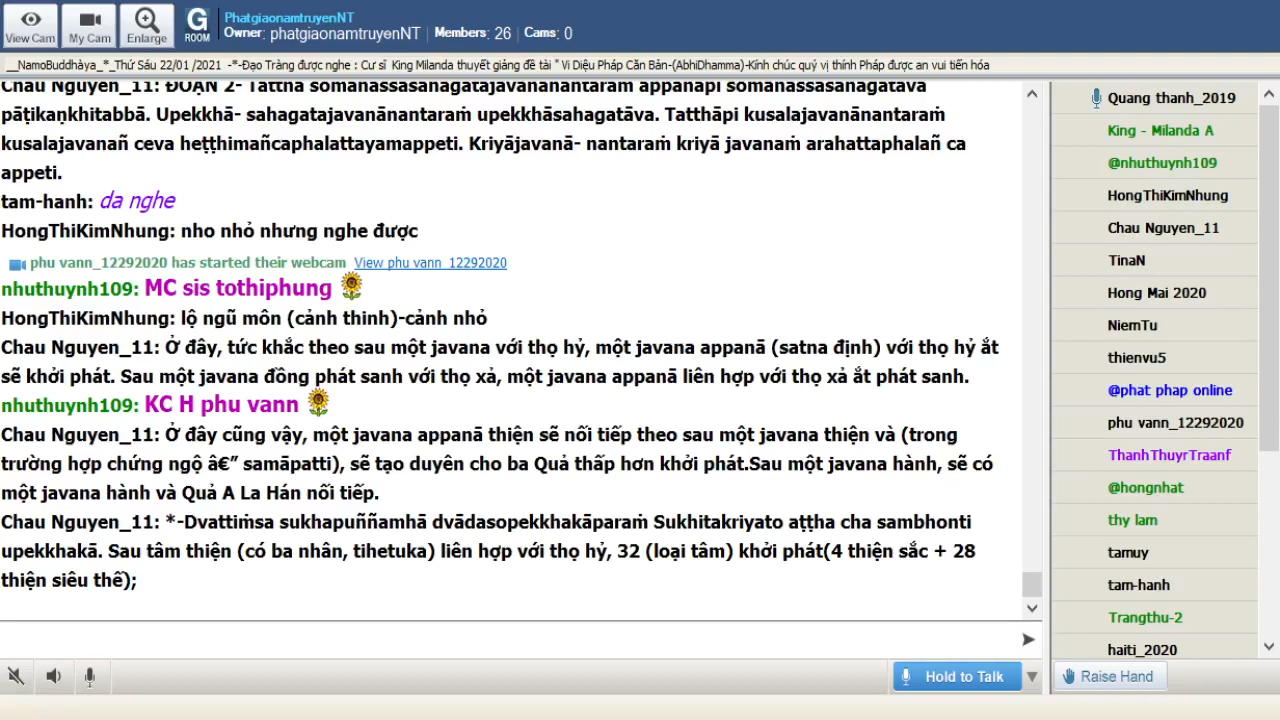 View Cam
My Cam
Enlarge
G
ROOM
PhatgiaonamtruyenNT
Owner: phatgiaonamtruyenNT | Members: 26 | Cams: 0
__NamoBuddhàya_*_Thứ Sáu 22/01 /2021 -*-Đạo Tràng được nghe : Cư sĩ King Milanda thuyết giảng đề tài " Vi Diệu Pháp Căn Bản-(AbhiDhamma)-Kính chúc quý vị thính Pháp được an vui tiến hóa
Chau Nguyen_11: ĐOẠN 2- Tattha somanassasahagatajavanānantaraṁ appanāpi somanassasahagatāva
pāṭikaṇkhitabbā. Upekkhā- sahagatajavanānantaraṁ upekkhāsahagatāva. Tatthāpi kusalajavanānantaraṁ
kusalajavanañ ceva heṭṭhimañcaphalattayamappeti. Kriyājavanā- nantaraṁ kriyā javanaṁ arahattaphalañ ca
appeti.
tam-hanh: da nghe
HongThiKimNhung: nho nhỏ nhưng nghe được
phu vann_12292020 has started their webcam View phu vann_12292020
nhuthuynh109: MC sis tothiphung
HongThiKimNhung: lộ ngũ môn (cảnh thinh)-cảnh nhỏ
Chau Nguyen_11: Ở đây, tức khắc theo sau một javana với thọ hỷ, một javana appanā (satna định) với thọ hỷ ắt
sẽ khởi phát. Sau một javana đồng phát sanh với thọ xả, một javana appanā liên hợp với thọ xả ắt phát sanh.
nhuthuynh109: KC H phu vann
Chau Nguyen_11: Ở đây cũng vậy, một javana appanā thiện sẽ nối tiếp theo sau một javana thiện và (trong
trường hợp chứng ngộ â€” samāpatti), sẽ tạo duyên cho ba Quả thấp hơn khởi phát.Sau một javana hành, sẽ có
một javana hành và Quả A La Hán nối tiếp.
Chau Nguyen_11: *-Dvattiṁsa sukhapuññamhā dvādasopekkhakāparaṁ Sukhitakriyato aṭṭha cha sambhonti
upekkhakā. Sau tâm thiện (có ba nhân, tihetuka) liên hợp với thọ hỷ, 32 (loại tâm) khởi phát(4 thiện sắc + 28
thiện siêu thế);
Hold to Talk
Quang thanh_2019
King - Milanda A
@nhuthuynh109
HongThiKimNhung
Chau Nguyen_11
TinaN
Hong Mai 2020
NiemTu
thienvu5
@phat phap online
phu vann_12292020
ThanhThuyrTraanf
@hongnhat
thy lam
tamuy
tam-hanh
Trangthu-2
haiti_2020
Raise Hand